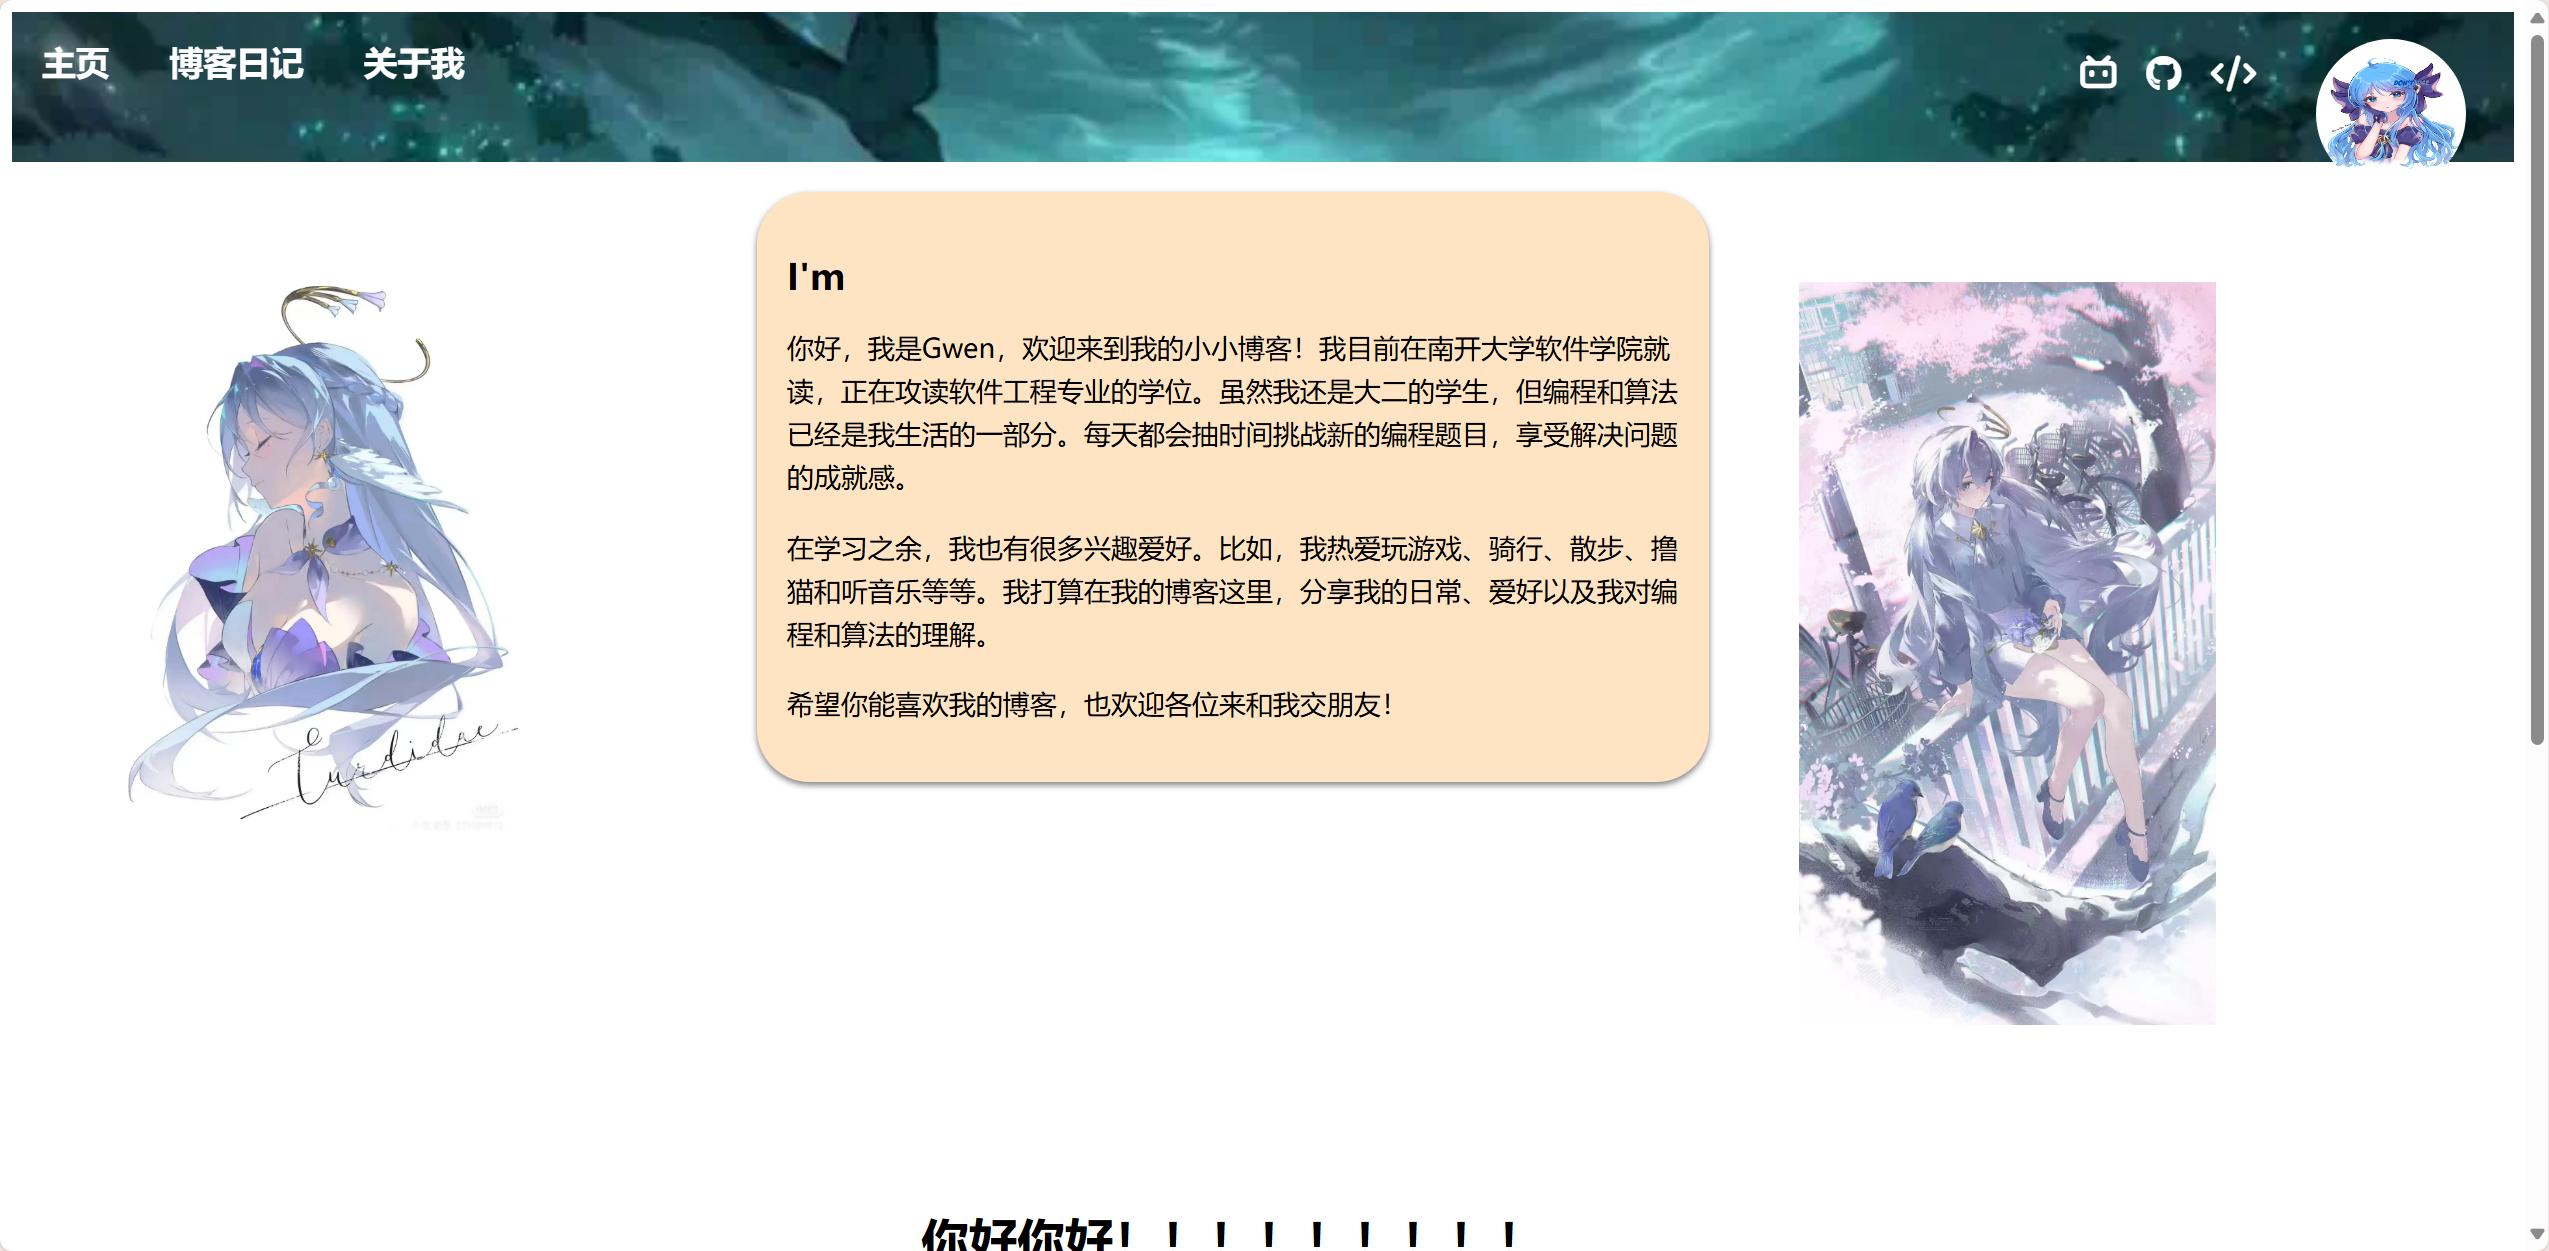 主页 博客日记 关于我
I'm
你好，我是Gwen，欢迎来到我的小小博客！我目前在南开大学软件学院就
读，正在攻读软件工程专业的学位。虽然我还是大二的学生，但编程和算法
已经是我生活的一部分。每天都会抽时间挑战新的编程题目，享受解决问题
的成就感。
在学习之余，我也有很多兴趣爱好。比如，我热爱玩游戏、骑行、散步、撸
猫和听音乐等等。我打算在我的博客这里，分享我的日常、爱好以及我对编
程和算法的理解。
希望你能喜欢我的博客，也欢迎各位来和我交朋友！
Turdidae
你好你好！！！！！！！！！